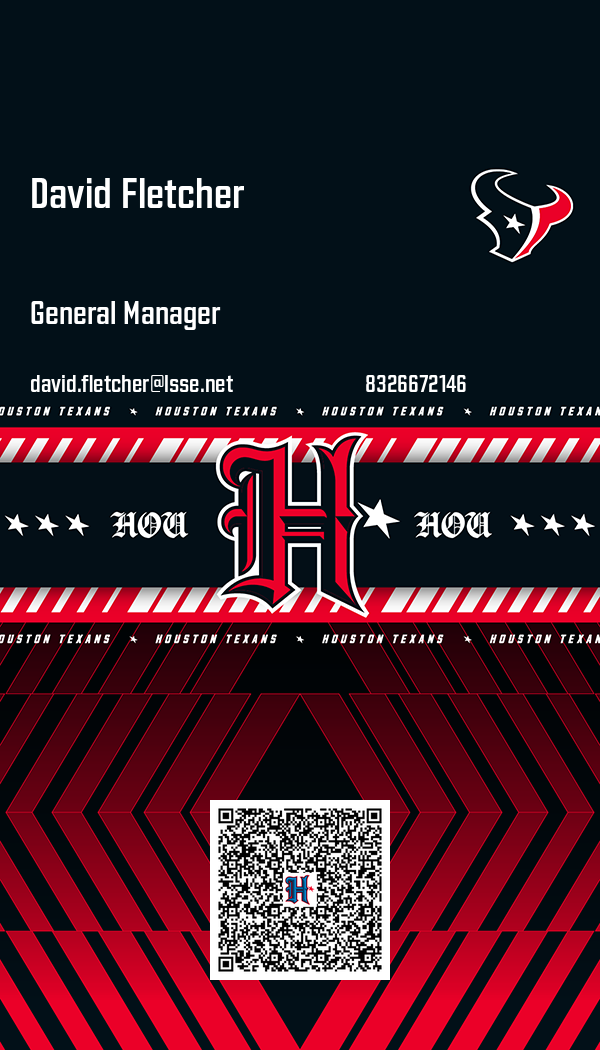 David Fletcher
General Manager
david.fletcher@lsse.net 8326672146
HOUSTON TEXANS HOUSTON TEXANS HOUSTON TEXANS HOUSTON TEXAN
HOU H HOU
HOUSTON TEXANS HOUSTON TEXANS HOUSTON TEXANS HOUSTON TEXAN
H